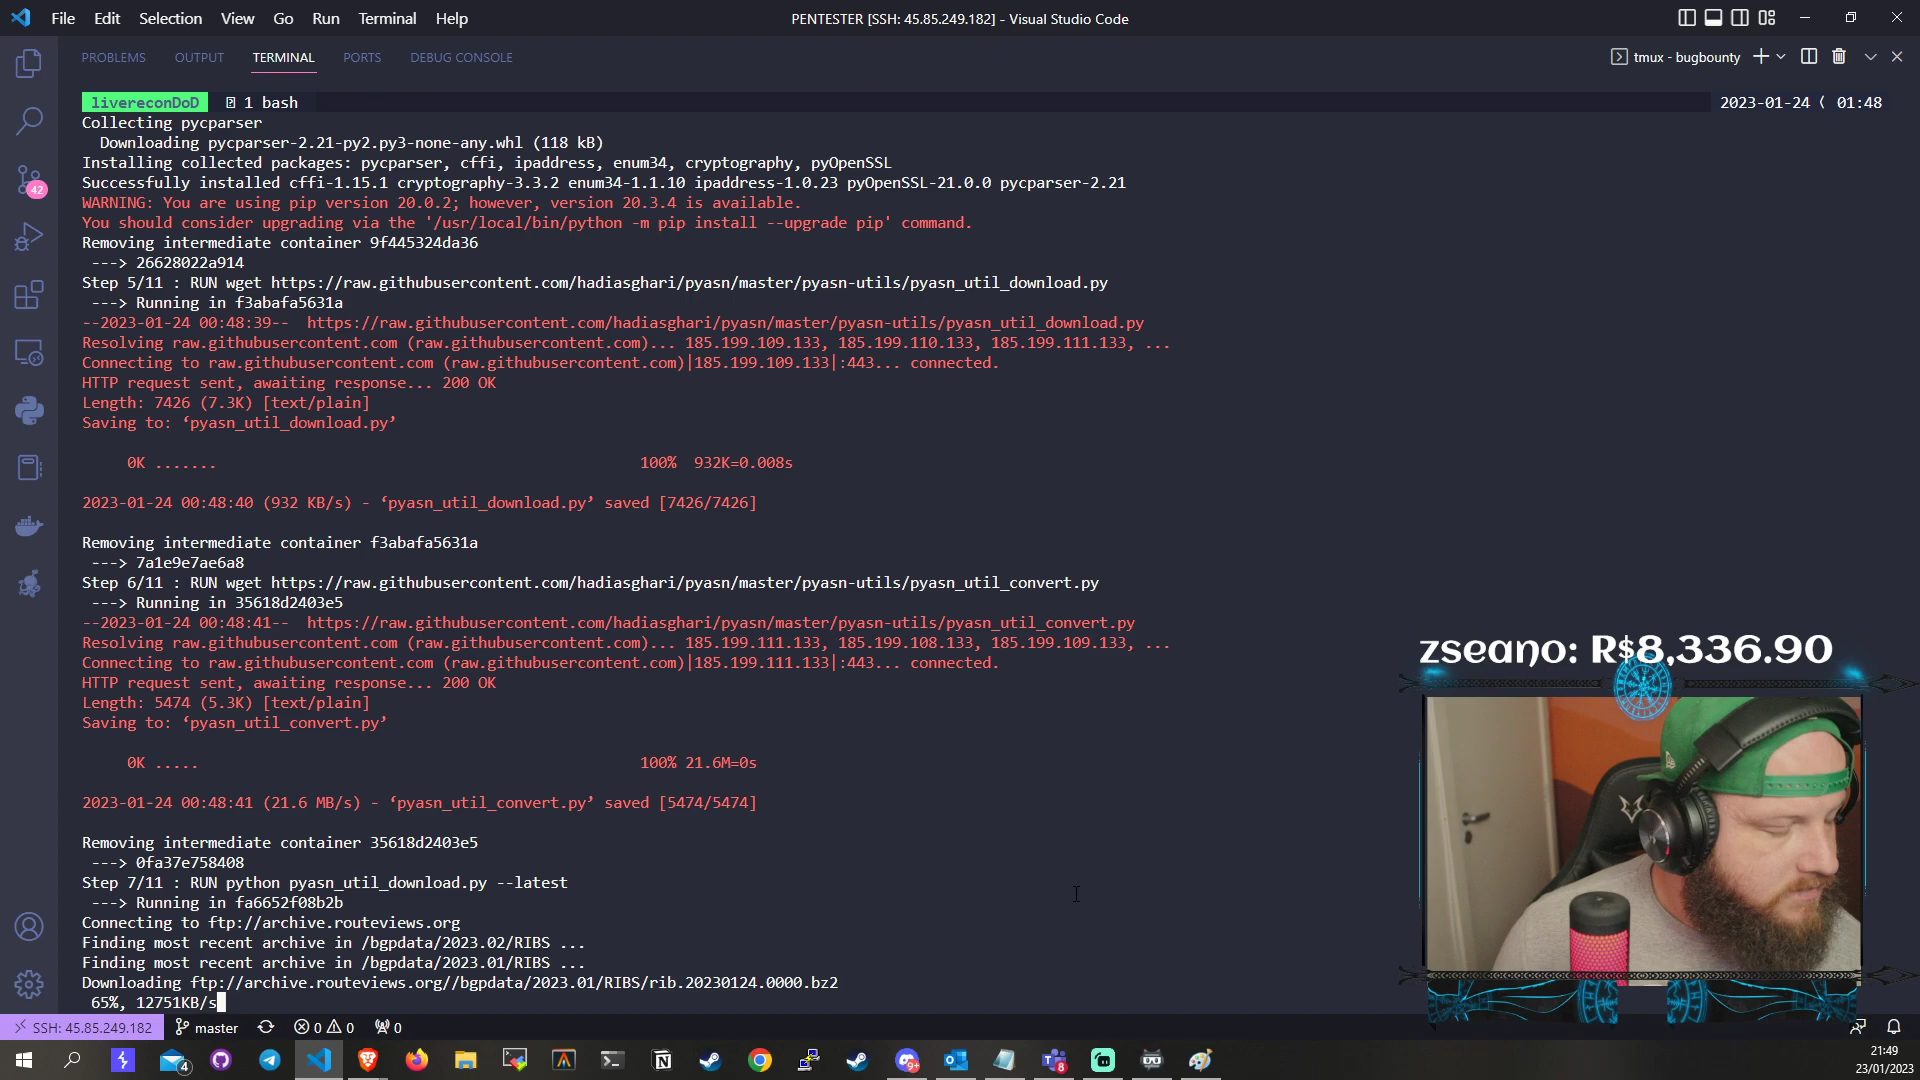 File Edit Selection View Go Run Terminal Help
PENTESTER [SSH: 45.85.249.182] - Visual Studio Code
PROBLEMS OUTPUT TERMINAL PORTS DEBUG CONSOLE
tmux - bugbounty
livereconDoD 1 bash
2023-01-24 ⟨ 01:48
Collecting pycparser
Downloading pycparser-2.21-py2.py3-none-any.whl (118 kB)
Installing collected packages: pycparser, cffi, ipaddress, enum34, cryptography, pyOpenSSL
Successfully installed cffi-1.15.1 cryptography-3.3.2 enum34-1.1.10 ipaddress-1.0.23 pyOpenSSL-21.0.0 pycparser-2.21
WARNING: You are using pip version 20.0.2; however, version 20.3.4 is available.
You should consider upgrading via the '/usr/local/bin/python -m pip install --upgrade pip' command.
Removing intermediate container 9f445324da36
---> 26628022a914
Step 5/11 : RUN wget https://raw.githubusercontent.com/hadiasghari/pyasn/master/pyasn-utils/pyasn_util_download.py
---> Running in f3abafa5631a
--2023-01-24 00:48:39-- https://raw.githubusercontent.com/hadiasghari/pyasn/master/pyasn-utils/pyasn_util_download.py
Resolving raw.githubusercontent.com (raw.githubusercontent.com)... 185.199.109.133, 185.199.110.133, 185.199.111.133, ...
Connecting to raw.githubusercontent.com (raw.githubusercontent.com)|185.199.109.133|:443... connected.
HTTP request sent, awaiting response... 200 OK
Length: 7426 (7.3K) [text/plain]
Saving to: ‘pyasn_util_download.py’
0K ....... 100% 932K=0.008s
2023-01-24 00:48:40 (932 KB/s) - ‘pyasn_util_download.py’ saved [7426/7426]
Removing intermediate container f3abafa5631a
---> 7a1e9e7ae6a8
Step 6/11 : RUN wget https://raw.githubusercontent.com/hadiasghari/pyasn/master/pyasn-utils/pyasn_util_convert.py
---> Running in 35618d2403e5
--2023-01-24 00:48:41-- https://raw.githubusercontent.com/hadiasghari/pyasn/master/pyasn-utils/pyasn_util_convert.py
Resolving raw.githubusercontent.com (raw.githubusercontent.com)... 185.199.111.133, 185.199.108.133, 185.199.109.133, ...
Connecting to raw.githubusercontent.com (raw.githubusercontent.com)|185.199.111.133|:443... connected.
HTTP request sent, awaiting response... 200 OK
Length: 5474 (5.3K) [text/plain]
Saving to: ‘pyasn_util_convert.py’
0K ..... 100% 21.6M=0s
2023-01-24 00:48:41 (21.6 MB/s) - ‘pyasn_util_convert.py’ saved [5474/5474]
Removing intermediate container 35618d2403e5
---> 0fa37e758408
Step 7/11 : RUN python pyasn_util_download.py --latest
---> Running in fa6652f08b2b
Connecting to ftp://archive.routeviews.org
Finding most recent archive in /bgpdata/2023.02/RIBS ...
Finding most recent archive in /bgpdata/2023.01/RIBS ...
Downloading ftp://archive.routeviews.org//bgpdata/2023.01/RIBS/rib.20230124.0000.bz2
65%, 12751KB/s
42
zseano: R$8,336.90
SSH: 45.85.249.182 master 0 0 0
4
9+
8
21:49
23/01/2023